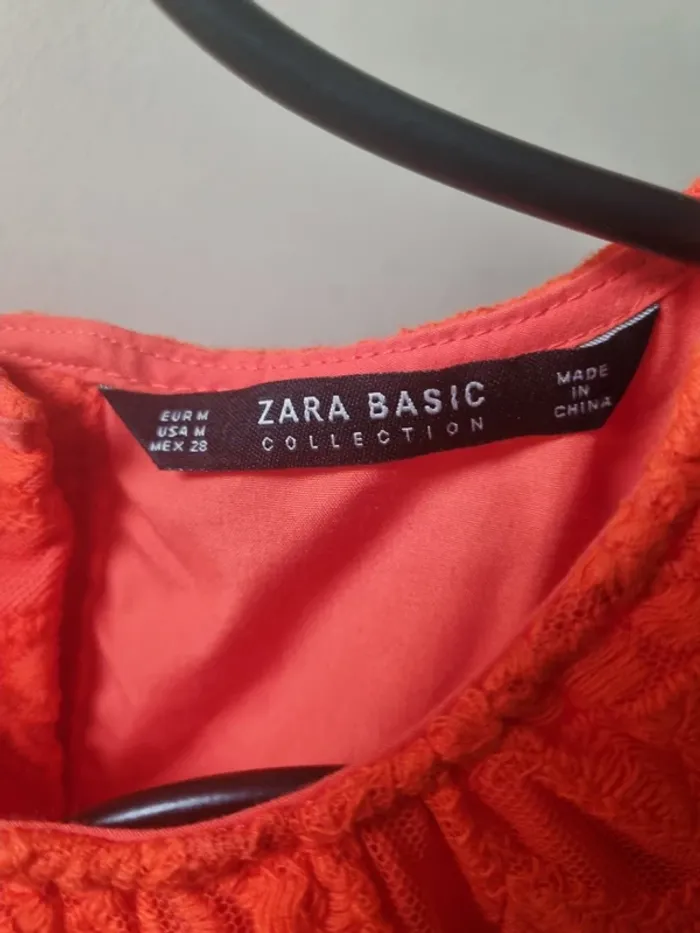 EUR M
USA M
MEX 28
ZARA BASIC
COLLECTION
MADE
IN
CHINA